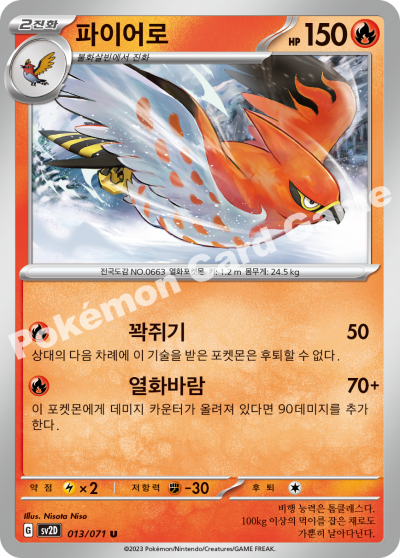 2진화 파이어로 HP 150
불화살빈에서 진화
전국도감 NO.0663 열화포켓몬 키: 1.2 m 몸무게: 24.5 kg
꽉쥐기 50
상대의 다음 차례에 이 기술을 받은 포켓몬은 후퇴할 수 없다.
열화바람 70+
이 포켓몬에게 데미지 카운터가 올려져 있다면 90데미지를 추가
한다.
약점 ×2 저항력 -30 후퇴
Illus. Nisota Niso
G SV2D 013/071 U
비행 능력은 톱클래스다.
100kg 이상의 먹이를 잡은 채로도
가뿐히 날아다닌다.
©2023 Pokémon/Nintendo/Creatures/GAME FREAK.
Pokémon Card Game